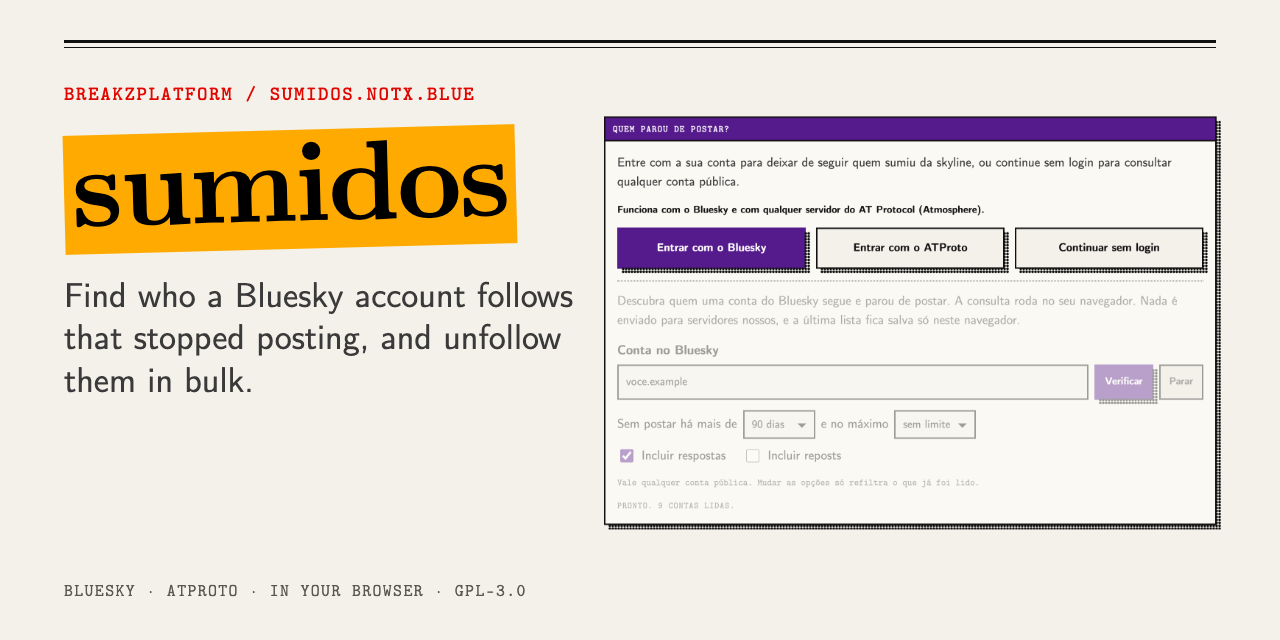 BREAKZPLATFORM / SUMIDOS.NOTX.BLUE
sumidos
Find who a Bluesky account follows
that stopped posting, and unfollow
them in bulk.
QUEM PAROU DE POSTAR?
Entre com a sua conta para deixar de seguir quem sumiu da skyline, ou continue sem login para consultar
qualquer conta pública.
Funciona com o Bluesky e com qualquer servidor do AT Protocol (Atmosphere).
Entrar com o Bluesky
Entrar com o ATProto
Continuar sem login
Descubra quem uma conta do Bluesky segue e parou de postar. A consulta roda no seu navegador. Nada é
enviado para servidores nossos, e a última lista fica salva só neste navegador.
Conta no Bluesky
voce.example
Verificar
Parar
Sem postar há mais de 90 dias e no máximo sem limite
Incluir respostas Incluir reposts
Vale qualquer conta pública. Mudar as opções só refiltra o que já foi lido.
PRONTO. 9 CONTAS LIDAS.
BLUESKY · ATPROTO · IN YOUR BROWSER · GPL-3.0